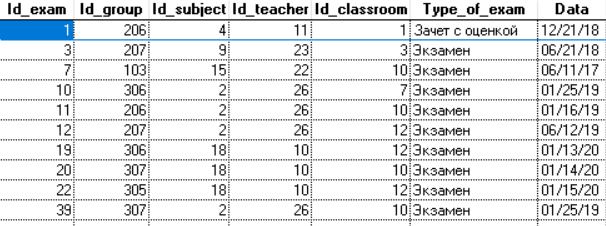 Id_exam Id_group Id_subject Id_teacher Id_classroom Type_of_exam Data
1 206 4 11 1 Зачет с оценкой 12/21/18
3 207 9 23 3 Экзамен 06/21/18
7 103 15 22 10 Экзамен 06/11/17
10 306 2 26 7 Экзамен 01/25/19
11 206 2 26 10 Экзамен 01/16/19
12 207 2 26 12 Экзамен 06/12/19
19 306 18 10 12 Экзамен 01/13/20
20 307 18 10 10 Экзамен 01/14/20
22 305 18 10 12 Экзамен 01/15/20
39 307 2 26 10 Экзамен 01/25/19